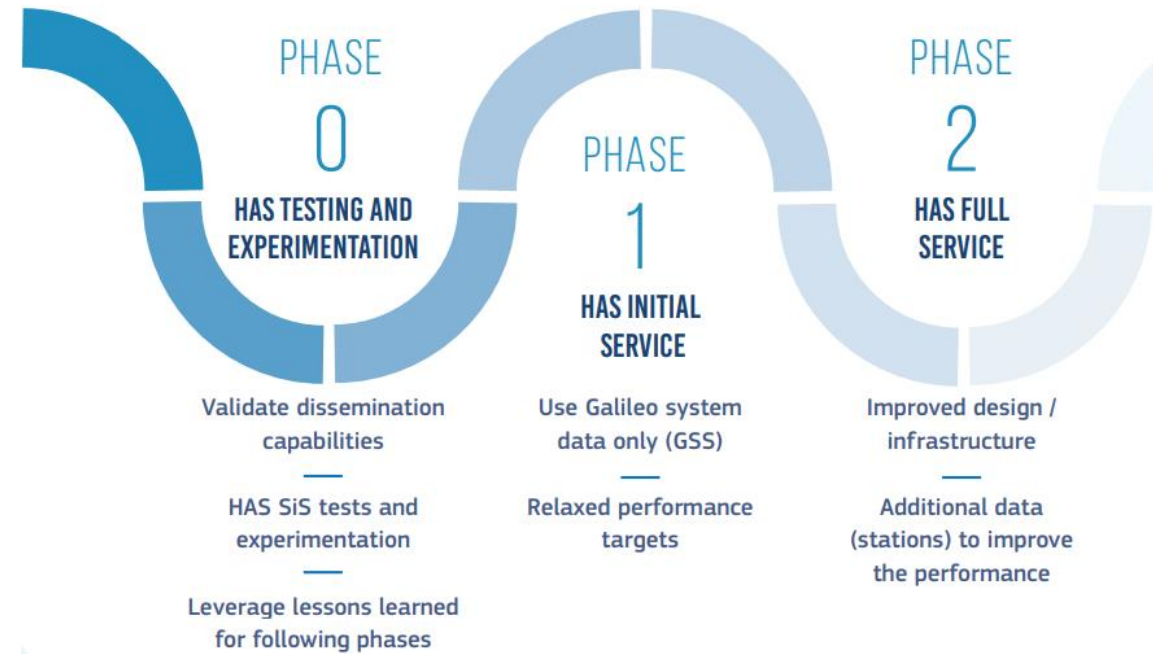 PHASE
0
HAS TESTING AND
EXPERIMENTATION
Validate dissemination
capabilities
HAS SiS tests and
experimentation
Leverage lessons learned
for following phases
PHASE
1
HAS INITIAL
SERVICE
Use Galileo system
data only (GSS)
Relaxed performance
targets
PHASE
2
HAS FULL
SERVICE
Improved design /
infrastructure
Additional data
(stations) to improve
the performance